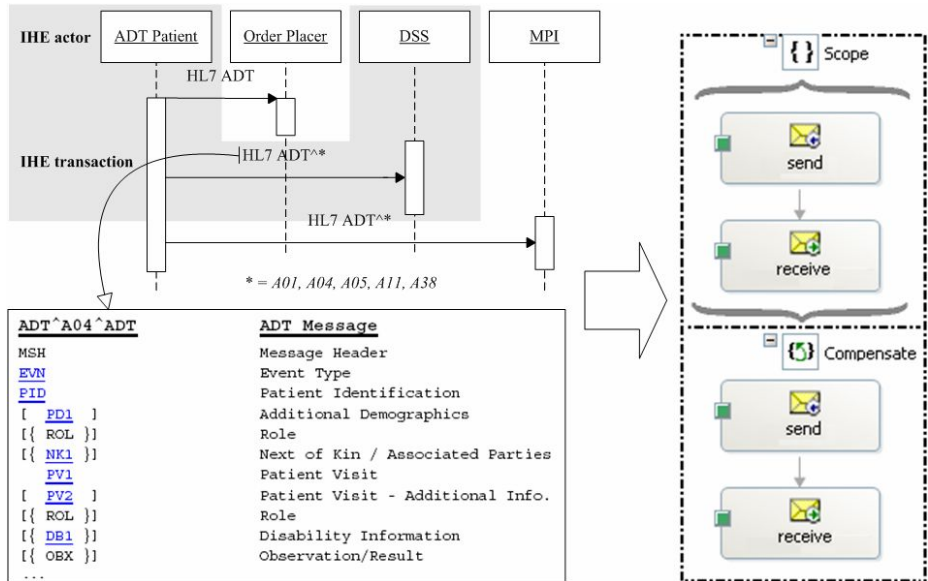 IHE actor
ADT Patient
Order Placer
DSS
MPI
HL7 ADT
IHE transaction
HL7 ADT^*
HL7 ADT^*
* = A01, A04, A05, A11, A38
ADT^A04^ADT ADT Message
MSH Message Header
EVN Event Type
PID Patient Identification
[ PD1 ] Additional Demographics
[{ ROL }] Role
[{ NK1 }] Next of Kin / Associated Parties
PV1 Patient Visit
[ PV2 ] Patient Visit - Additional Info.
[{ ROL }] Role
[{ DB1 }] Disability Information
[{ OBX }] Observation/Result
...
{ } Scope
send
receive
Compensate
send
receive